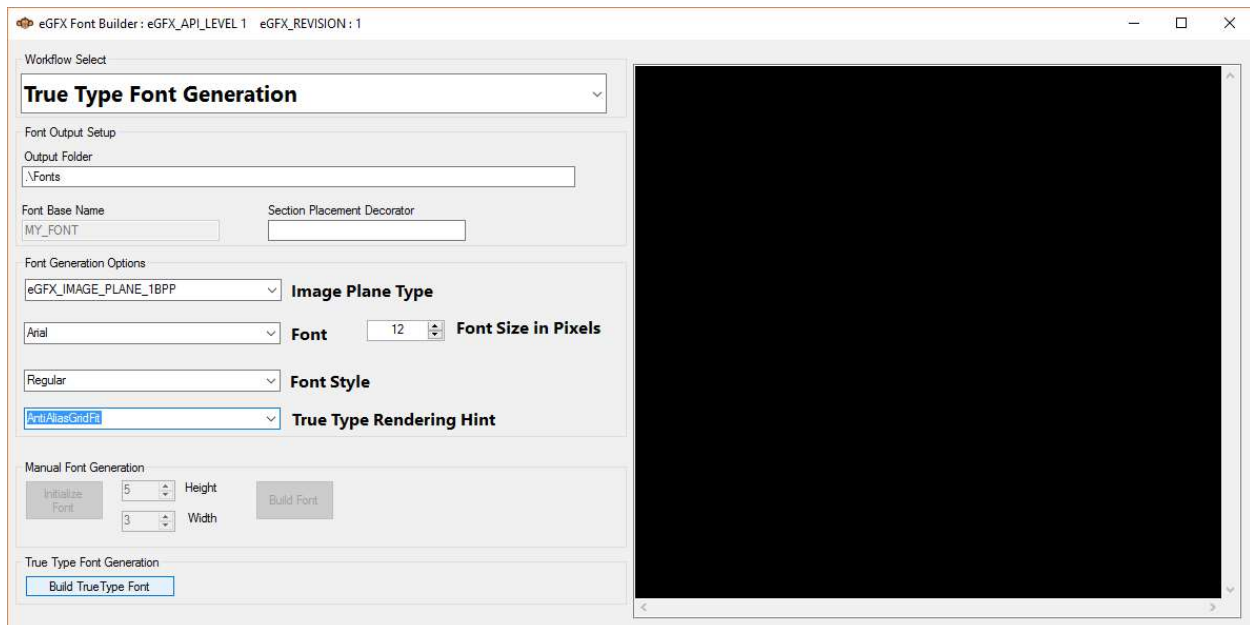 eGFX Font Builder : eGFX_API_LEVEL 1    eGFX_REVISION : 1
Workflow Select
True Type Font Generation
Font Output Setup
Output Folder
.\Fonts
Font Base Name    Section Placement Decorator
MY_FONT
Font Generation Options
eGFX_IMAGE_PLANE_1BPP    Image Plane Type
Arial    Font    12    Font Size in Pixels
Regular    Font Style
AntiAliasGridFit    True Type Rendering Hint
Manual Font Generation
Initialize Font    5    Height    Build Font
3    Width
True Type Font Generation
Build TrueType Font